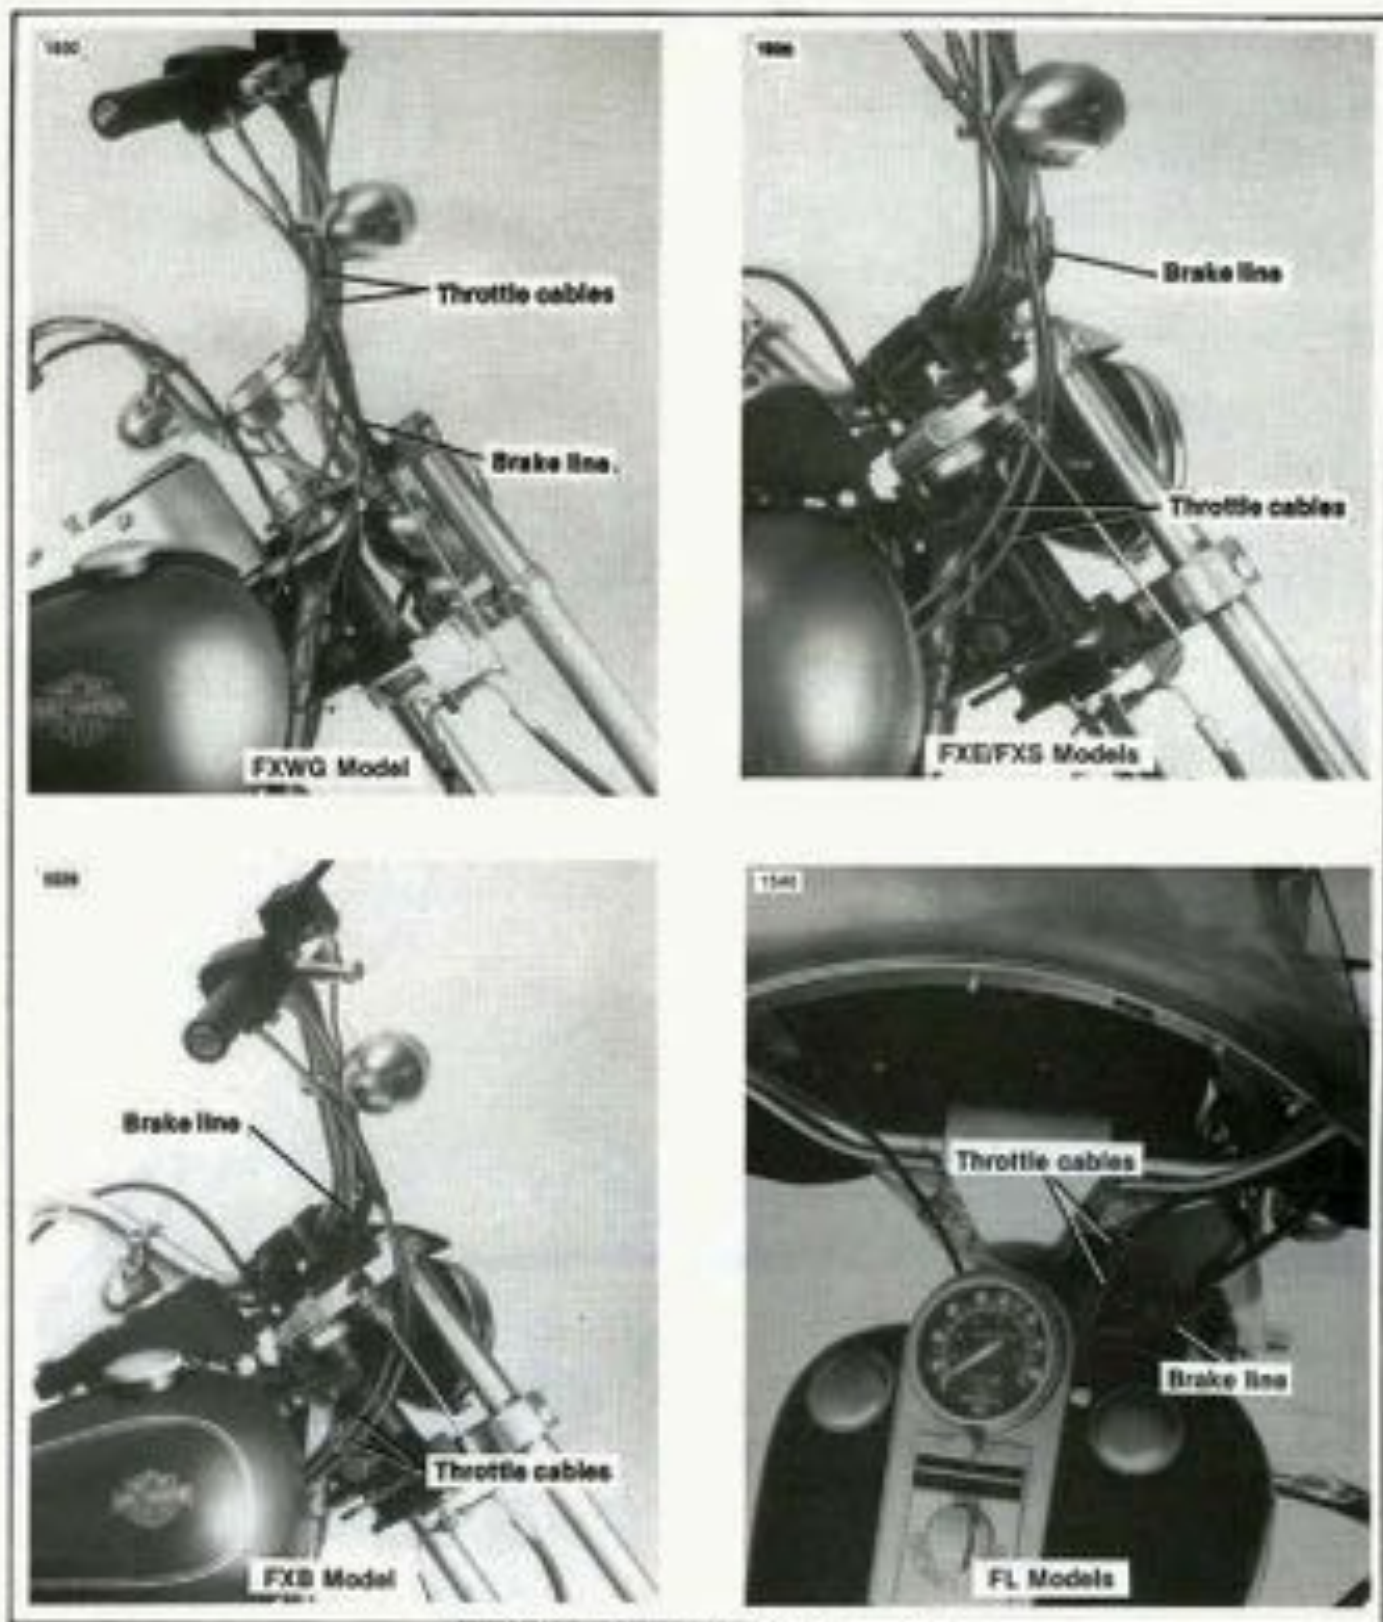 Throttle cables
Brake line.
FXWG Model
Brake line
Throttle cables
FXE/FXS Models
Brake line
Throttle cables
FXB Model
1540
Throttle cables
Brake line
FL Models